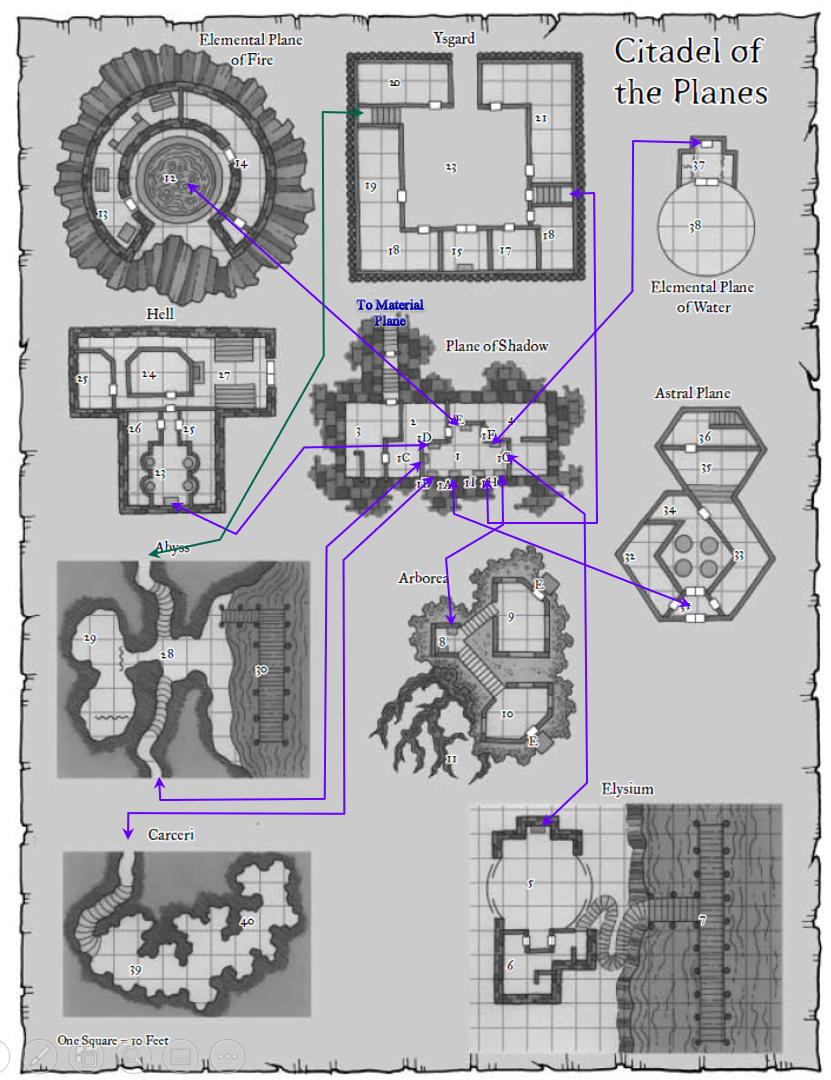 Elemental Plane
of Fire
Ysgard
Citadel of
the Planes
20
21
12
14
13
23
19
18
15
17
18
37
38
Elemental Plane
of Water
Hell
To Material
Plane
Plane of Shadow
Astral Plane
25
24
27
26
25
23
3
2
1E
4
1D
1F
1C
1
1G
1B
1A
1I
1H
36
35
34
32
33
31
Abyss
Arborea
E
9
8
29
28
30
10
E
11
Elysium
Carceri
5
7
6
40
39
One Square = 10 Feet